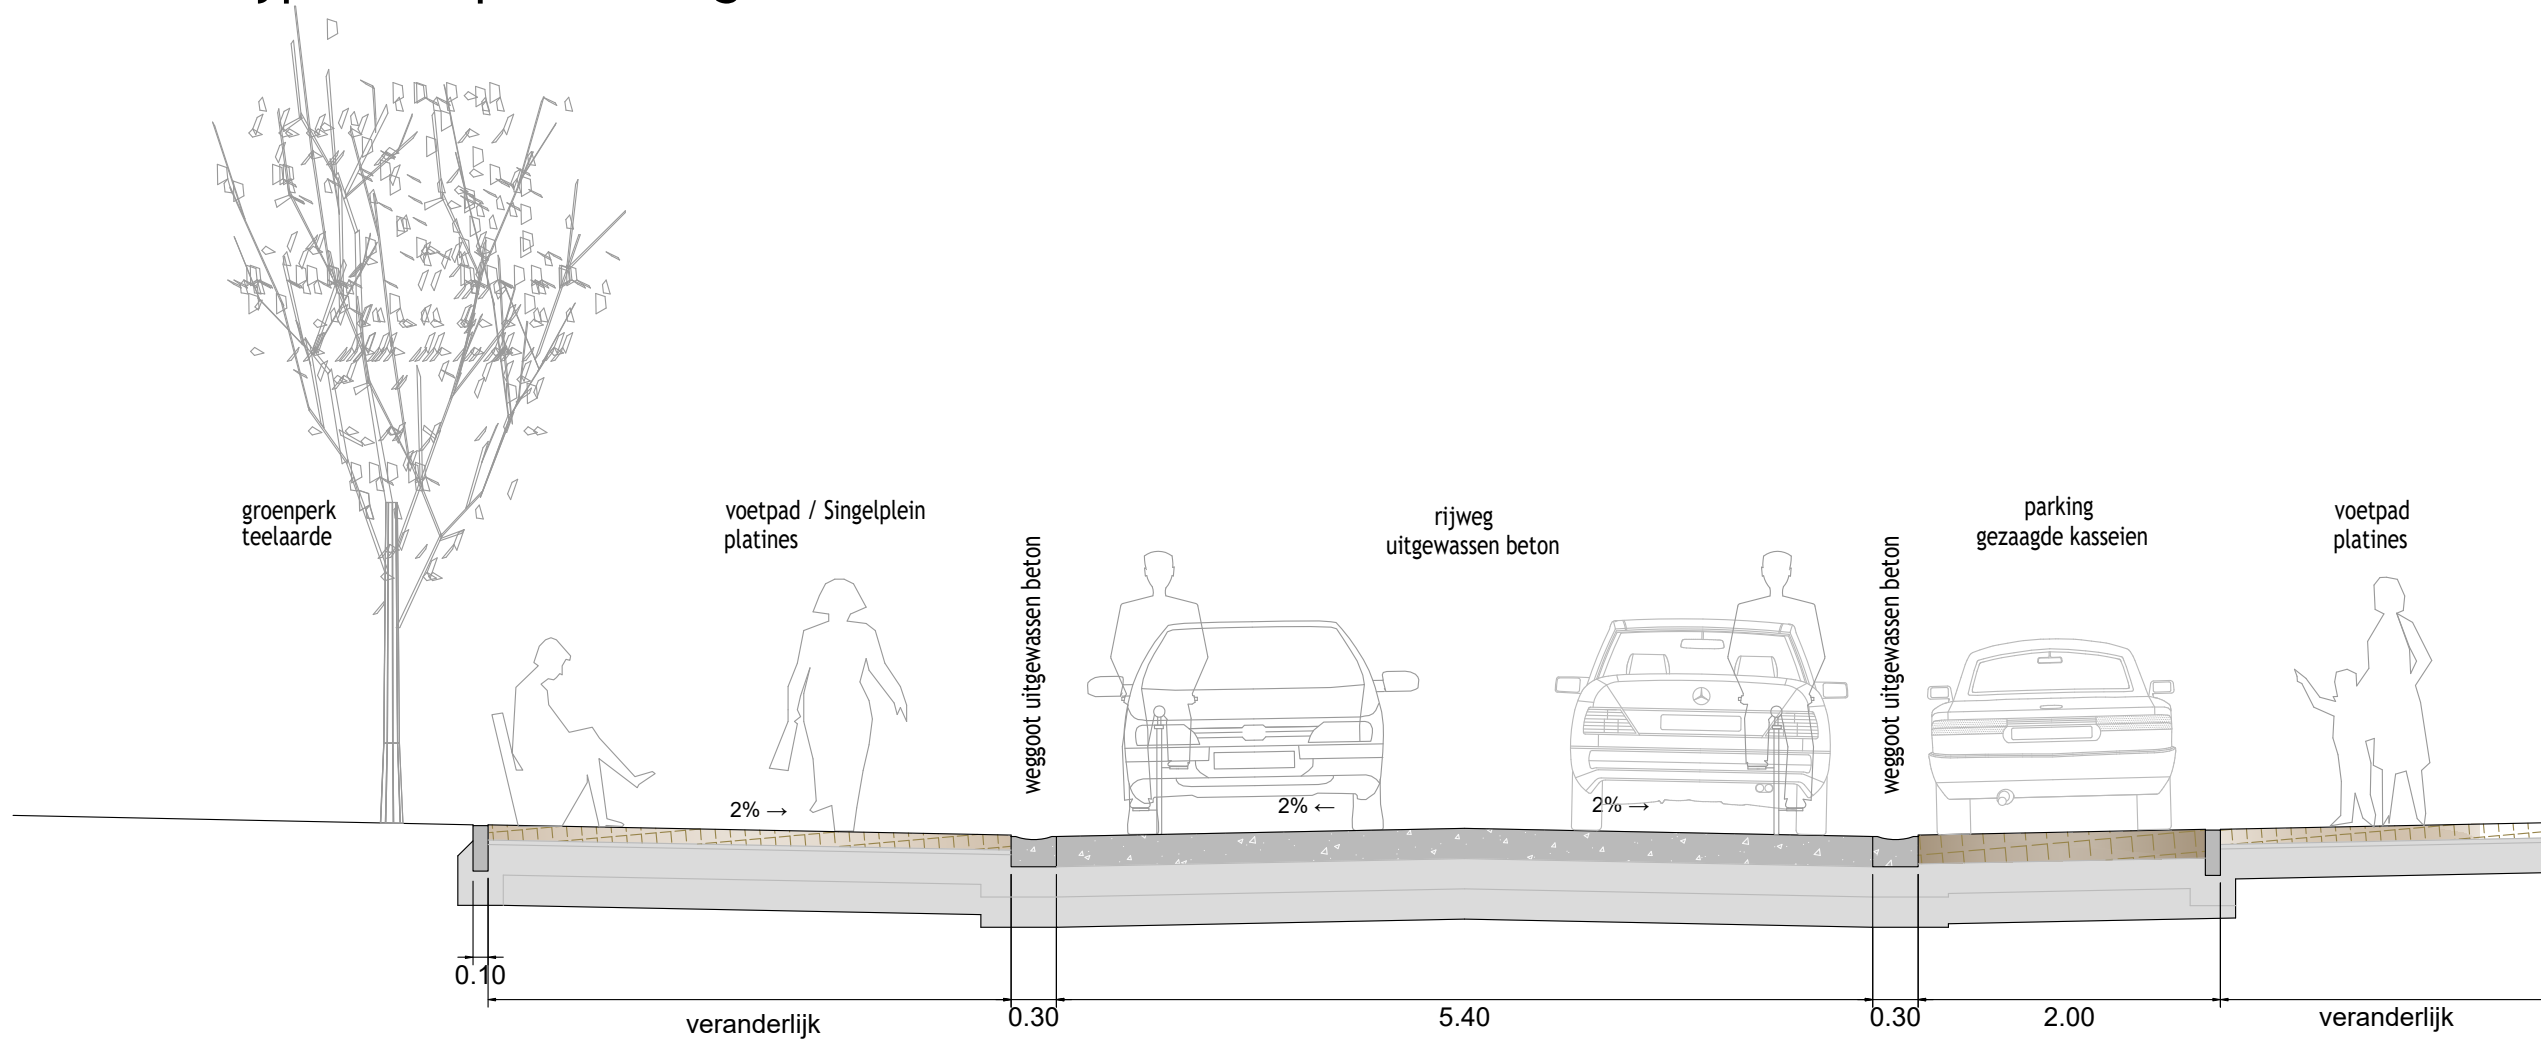 groenperk
teelaarde
voetpad / Singelplein
platines
weggoot uitgewassen beton
rijweg
uitgewassen beton
weggoot uitgewassen beton
parking
gezaagde kasseien
voetpad
platines
2% →
2% ←
2% →
0.10
veranderlijk
0.30
5.40
0.30
2.00
veranderlijk